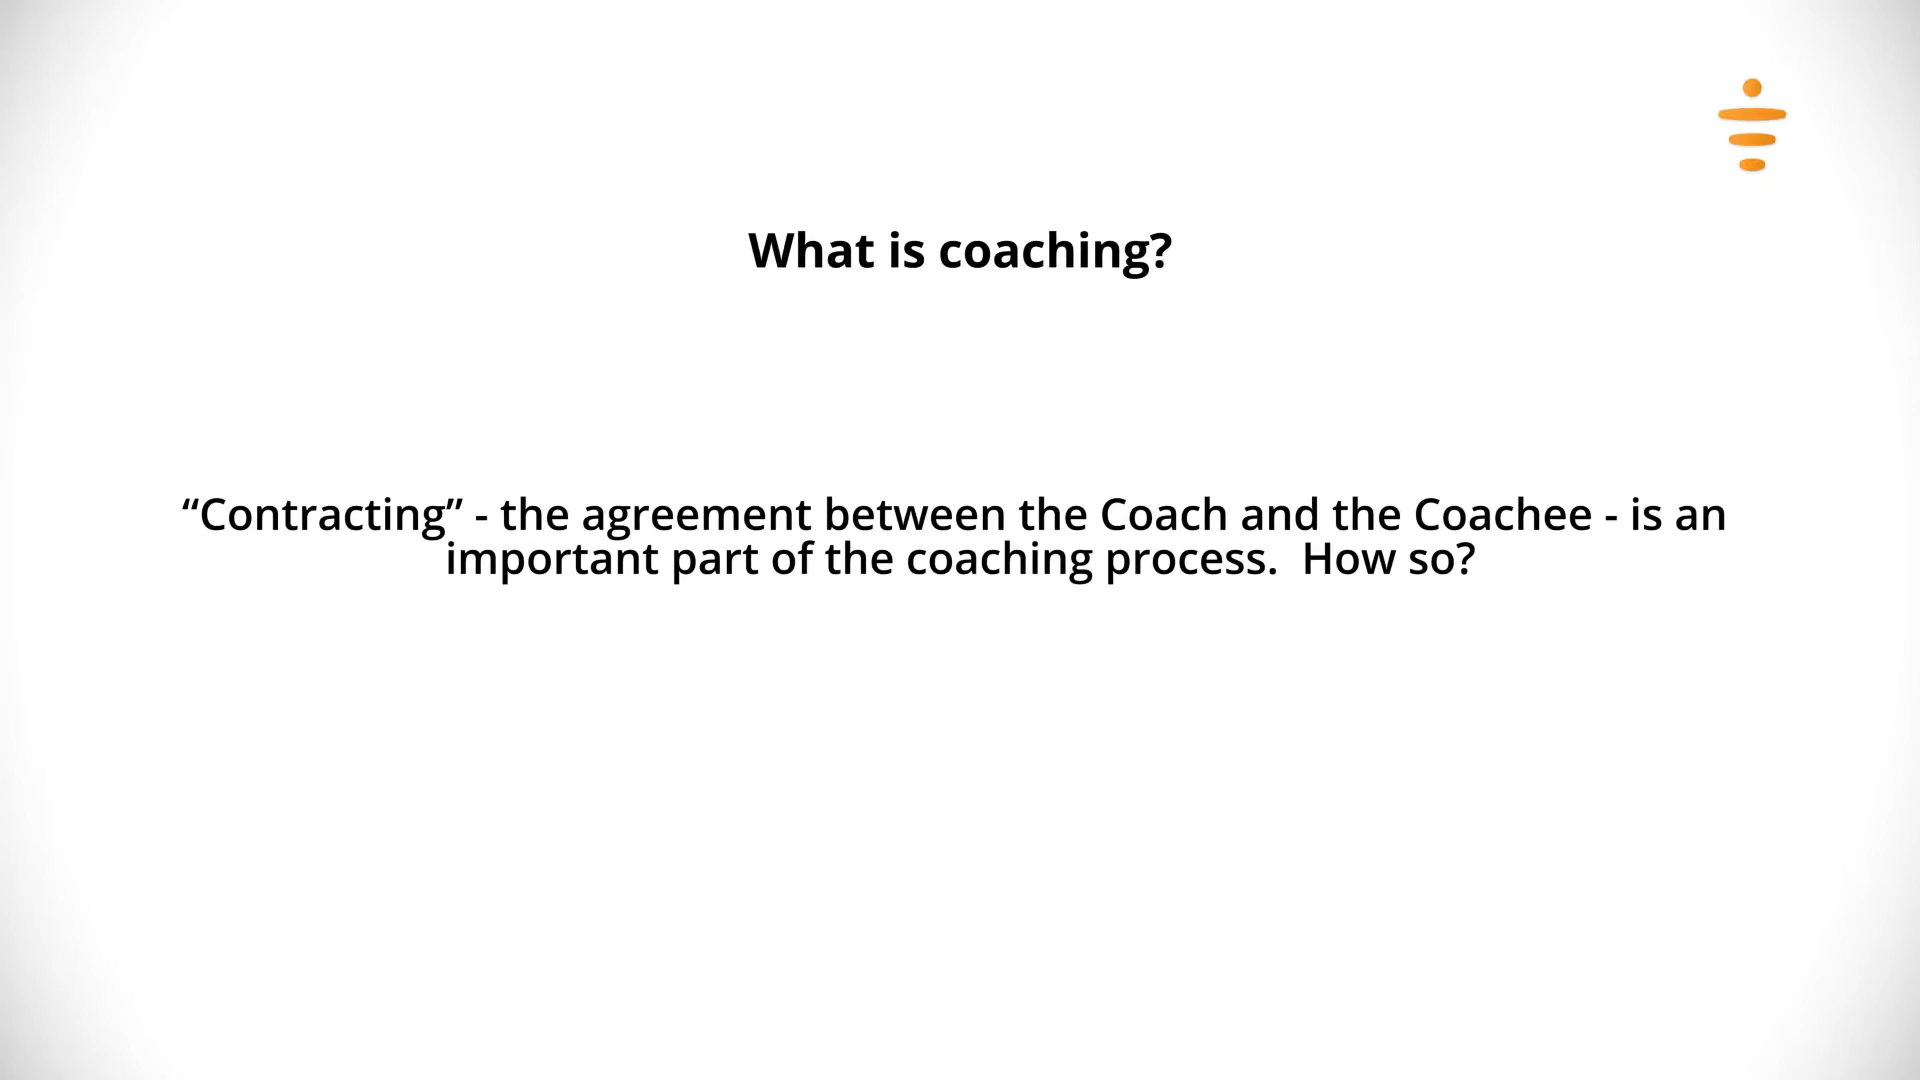 What is coaching?
“Contracting” - the agreement between the Coach and the Coachee - is an
important part of the coaching process.  How so?